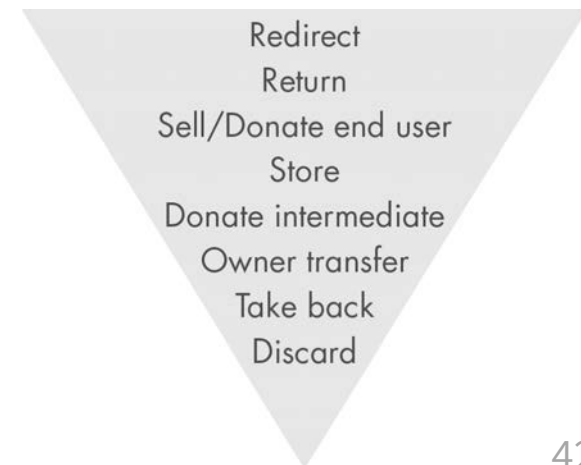 Redirect
Return
Sell/Donate end user
Store
Donate intermediate
Owner transfer
Take back
Discard